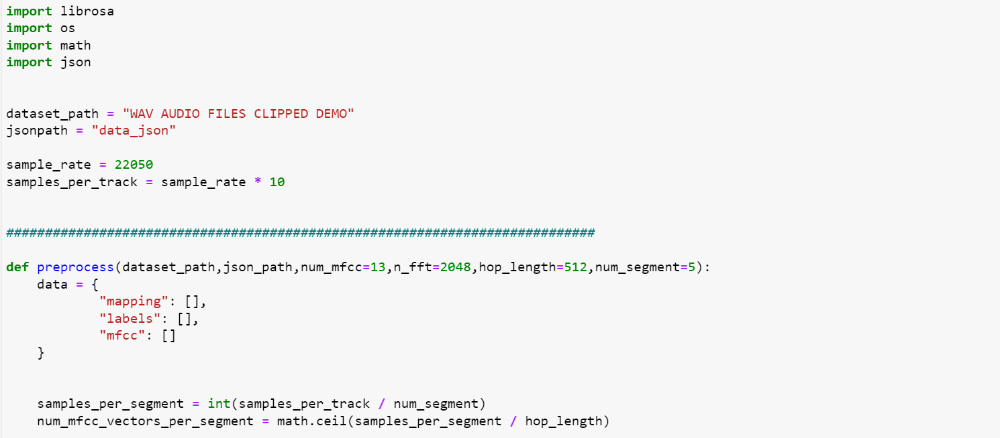 import librosa
import os
import math
import json
dataset_path = "WAV AUDIO FILES CLIPPED DEMO"
jsonpath = "data_json"
sample_rate = 22050
samples_per_track = sample_rate * 10
############################################################################
def preprocess(dataset_path,json_path,num_mfcc=13,n_fft=2048,hop_length=512,num_segment=5):
    data = {
            "mapping": [],
            "labels": [],
            "mfcc": []
    }
    samples_per_segment = int(samples_per_track / num_segment)
    num_mfcc_vectors_per_segment = math.ceil(samples_per_segment / hop_length)